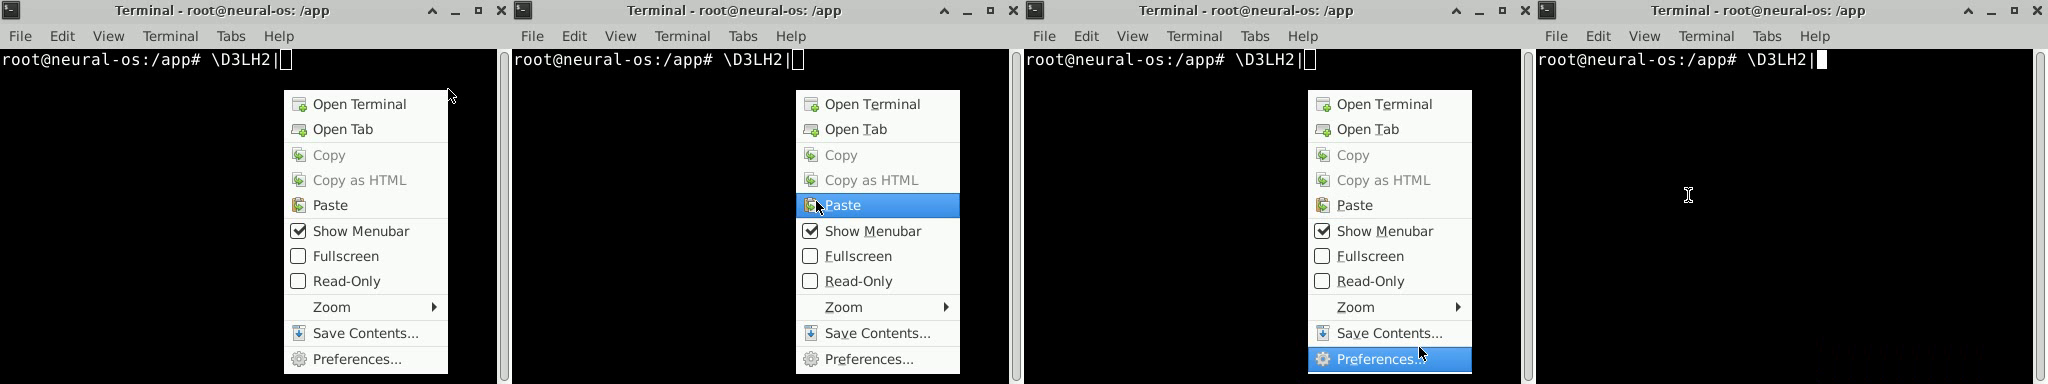 Terminal - root@neural-os: /app
File Edit View Terminal Tabs Help
root@neural-os:/app# \D3LH2|
Open Terminal
Open Tab
Copy
Copy as HTML
Paste
Show Menubar
Fullscreen
Read-Only
Zoom
Save Contents...
Preferences...
Terminal - root@neural-os: /app
File Edit View Terminal Tabs Help
root@neural-os:/app# \D3LH2|
Open Terminal
Open Tab
Copy
Copy as HTML
Paste
Show Menubar
Fullscreen
Read-Only
Zoom
Save Contents...
Preferences...
Terminal - root@neural-os: /app
File Edit View Terminal Tabs Help
root@neural-os:/app# \D3LH2|
Open Terminal
Open Tab
Copy
Copy as HTML
Paste
Show Menubar
Fullscreen
Read-Only
Zoom
Save Contents...
Preferences...
Terminal - root@neural-os: /app
File Edit View Terminal Tabs Help
root@neural-os:/app# \D3LH2|